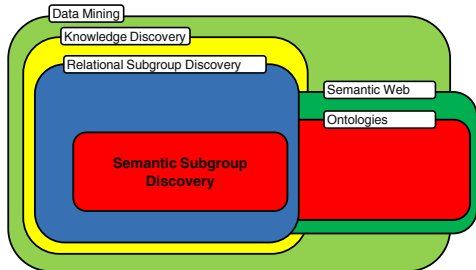 Data Mining
Knowledge Discovery
Relational Subgroup Discovery
Semantic Web
Ontologies
Semantic Subgroup
Discovery